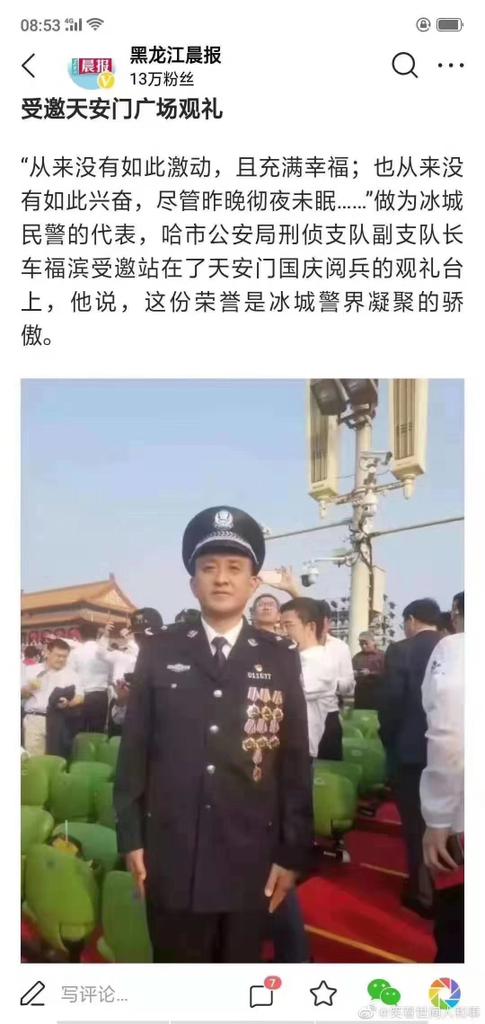 08:53 4G
晨报
黑龙江晨报
13万粉丝
受邀天安门广场观礼
“从来没有如此激动，且充满幸福；也从来没
有如此兴奋，尽管昨晚彻夜未眠……”做为冰城
民警的代表，哈市公安局刑侦支队副支队长
车福滨受邀站在了天安门国庆阅兵的观礼台
上，他说，这份荣誉是冰城警界凝聚的骄
傲。
011677
写评论...
7